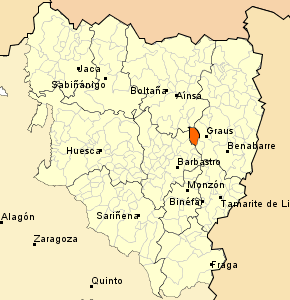 Jaca
Sabiñánigo
Boltaña
Aínsa
Graus
Huesca
Benabarre
Barbastro
Monzón
Binéfar
Tamarite de Li
Sariñena
Alagón
Zaragoza
Fraga
Quinto